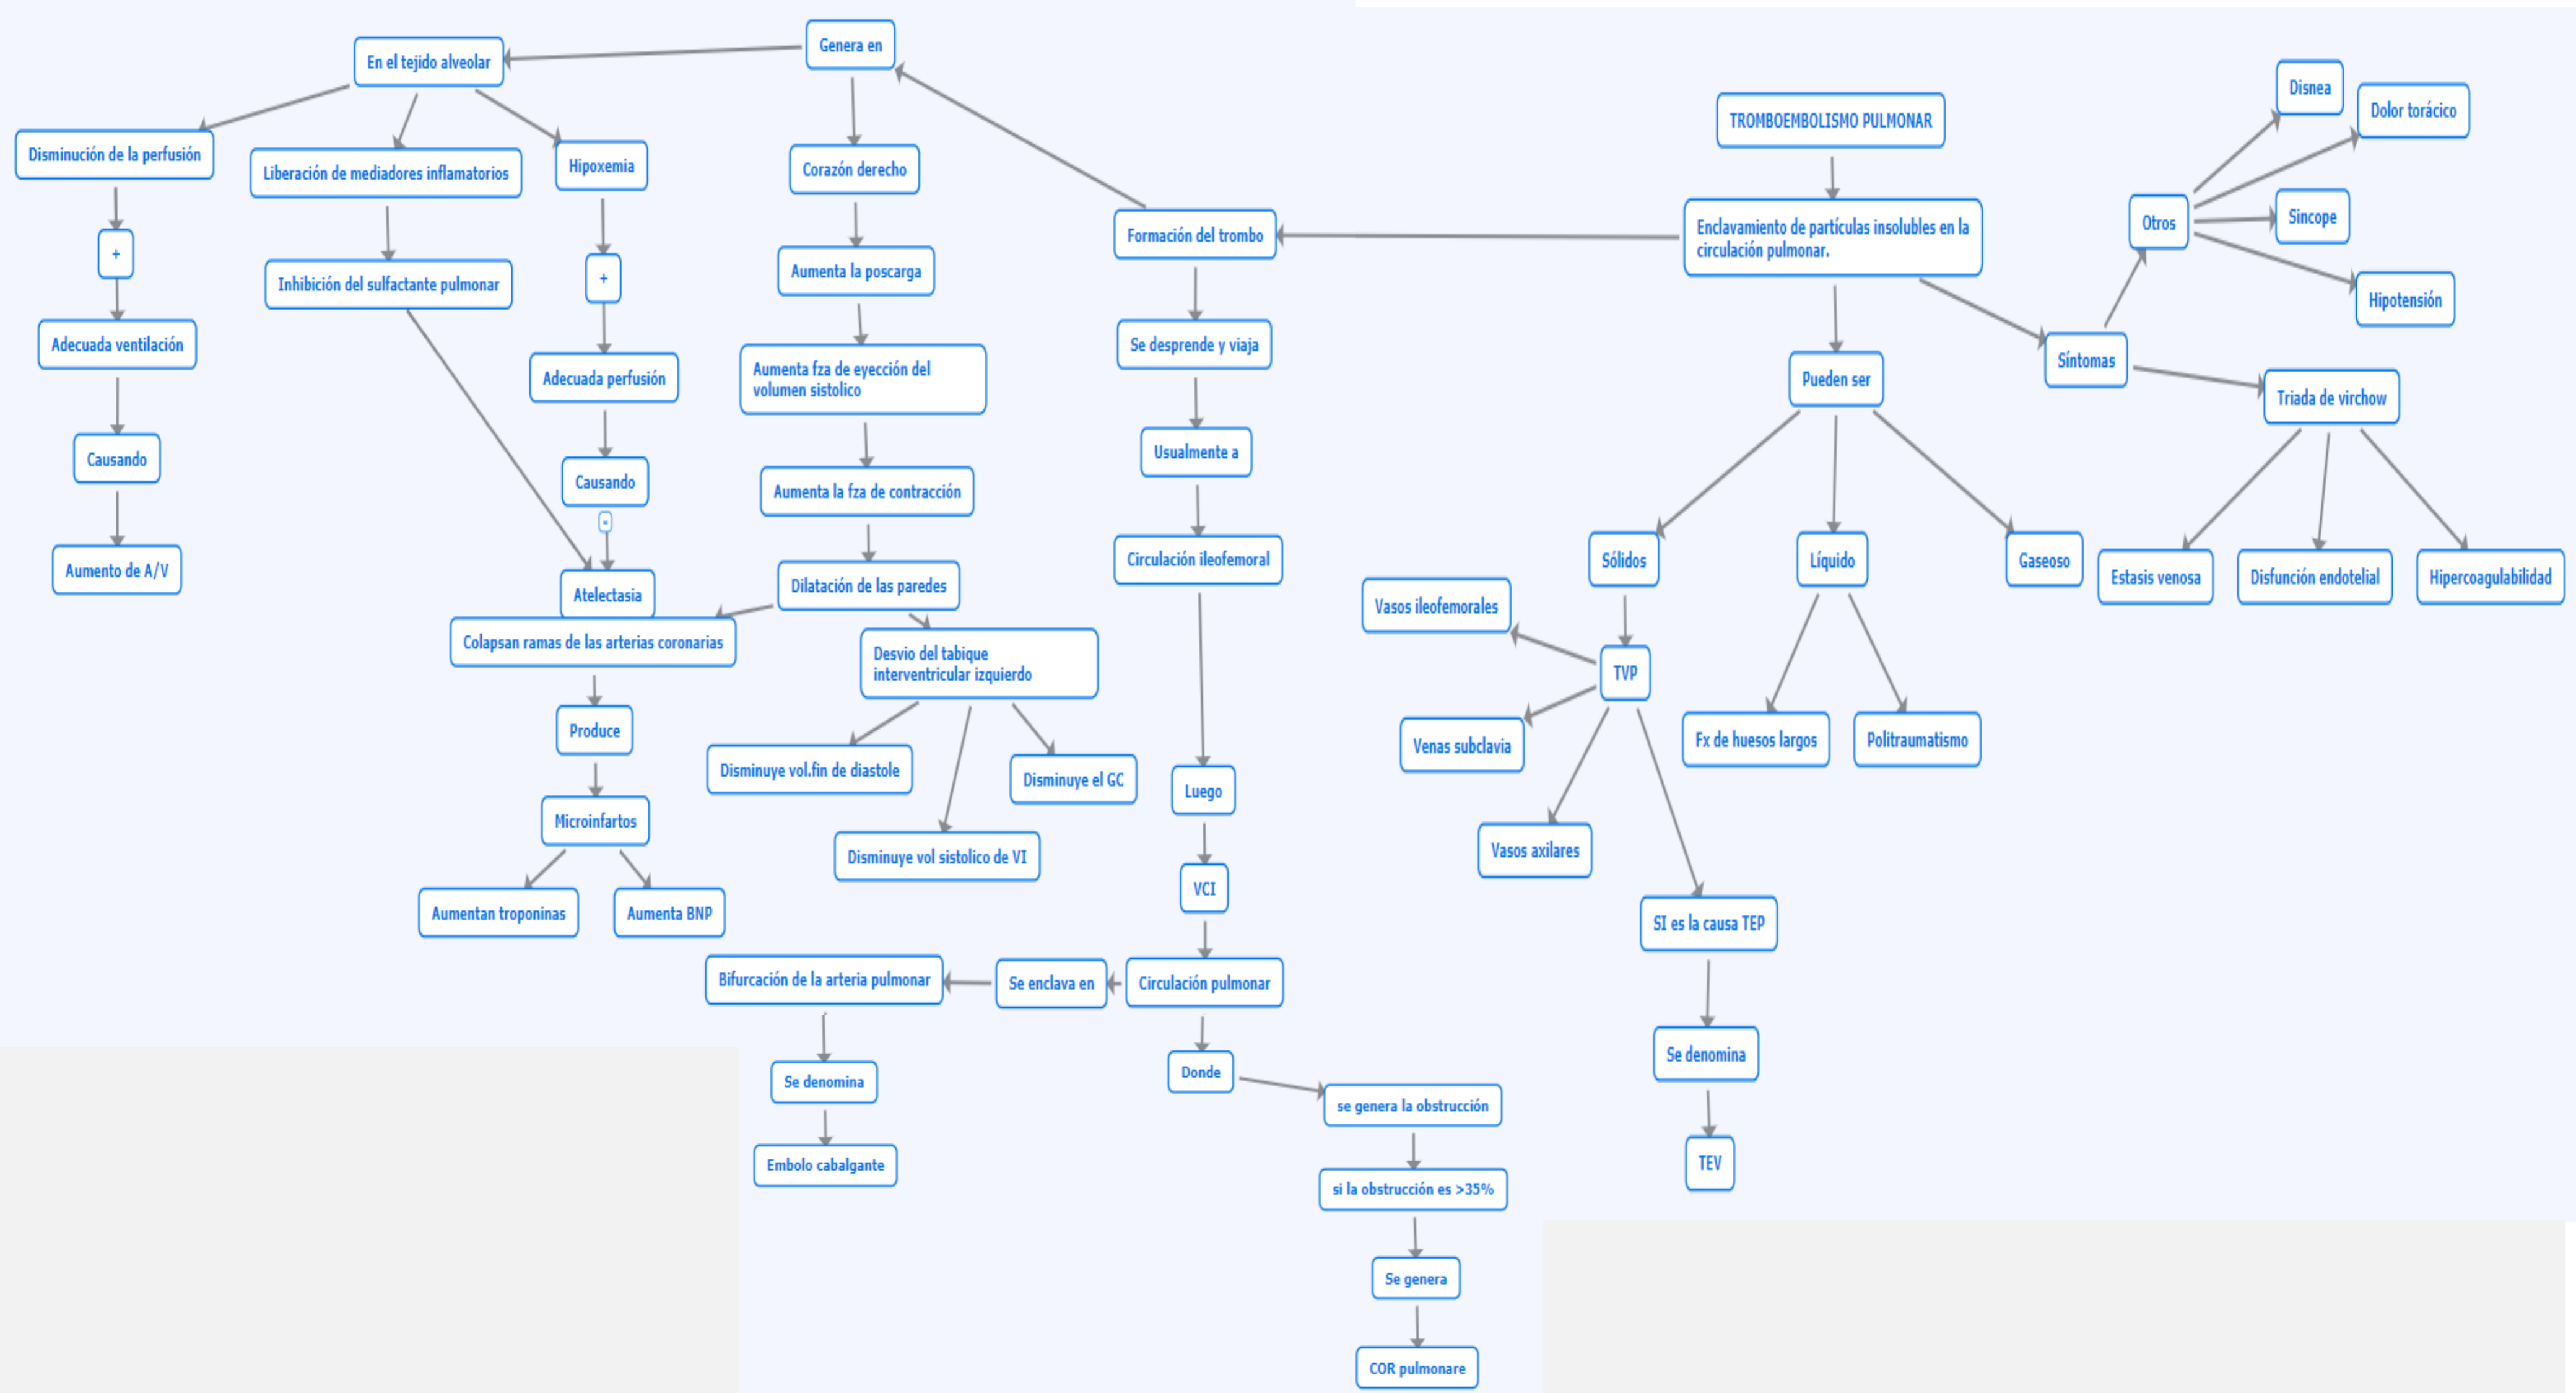 Genera en
En el tejido alveolar
Disminución de la perfusión
+
Adecuada ventilación
Causando
Aumento de A/V
Liberación de mediadores inflamatorios
Inhibición del sulfactante pulmonar
Hipoxemia
+
Adecuada perfusión
Causando
Atelectasia
Corazón derecho
Aumenta la poscarga
Aumenta fza de eyección del
volumen sistolico
Aumenta la fza de contracción
Dilatación de las paredes
Colapsan ramas de las arterias coronarias
Produce
Microinfartos
Aumentan troponinas
Aumenta BNP
Desvio del tabique
interventricular izquierdo
Disminuye vol.fin de diastole
Disminuye vol sistolico de VI
Disminuye el GC
Formación del trombo
Se desprende y viaja
Usualmente a
Circulación ileofemoral
Luego
VCI
Circulación pulmonar
Se enclava en
Bifurcación de la arteria pulmonar
Se denomina
Embolo cabalgante
Donde
se genera la obstrucción
si la obstrucción es >35%
Se genera
COR pulmonare
TROMBOEMBOLISMO PULMONAR
Enclavamiento de partículas insolubles en la
circulación pulmonar.
Pueden ser
Sólidos
TVP
Vasos ileofemorales
Venas subclavia
Vasos axilares
SI es la causa TEP
Se denomina
TEV
Líquido
Fx de huesos largos
Politraumatismo
Gaseoso
Síntomas
Otros
Disnea
Dolor torácico
Sincope
Hipotensión
Triada de virchow
Estasis venosa
Disfunción endotelial
Hipercoagulabilidad